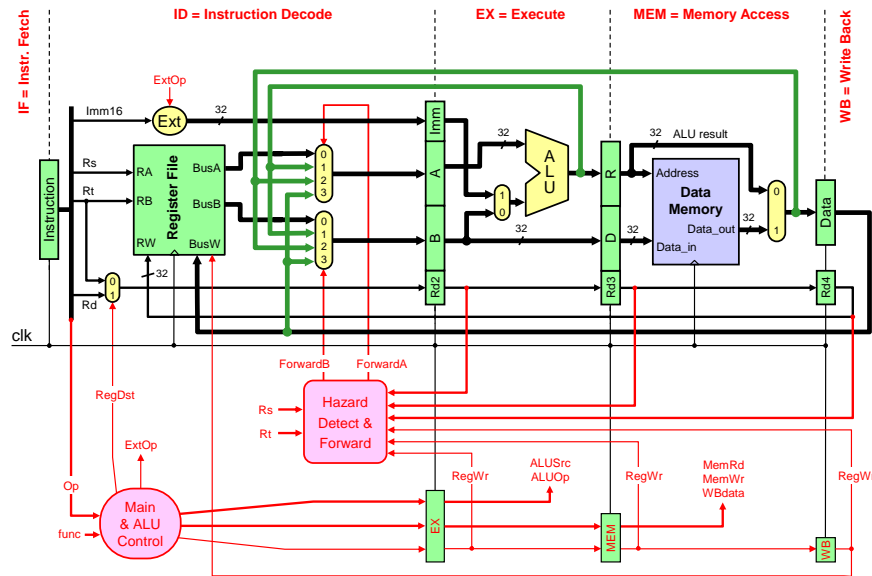 ID = Instruction Decode
EX = Execute
MEM = Memory Access
IF = Instr. Fetch
WB = Write Back
ExtOp
Imm16
Ext
32
Imm
32
32
ALU result
Rs
RA
BusA
0
1
2
3
A
A
L
U
R
Address
0
Rt
RB
Register File
BusB
1
0
Data
Memory
Instruction
0
1
2
3
B
32
D
32
Data_out
32
1
Data
RW
BusW
Data_in
32
0
1
Rd
Rd2
Rd3
Rd4
clk
ForwardB
ForwardA
RegDst
Rs
Rt
Hazard
Detect &
Forward
ExtOp
Op
RegWr
ALUSrc
ALUOp
RegWr
MemRd
MemWr
WBdata
RegWr
Main
& ALU
Control
func
EX
MEM
WB